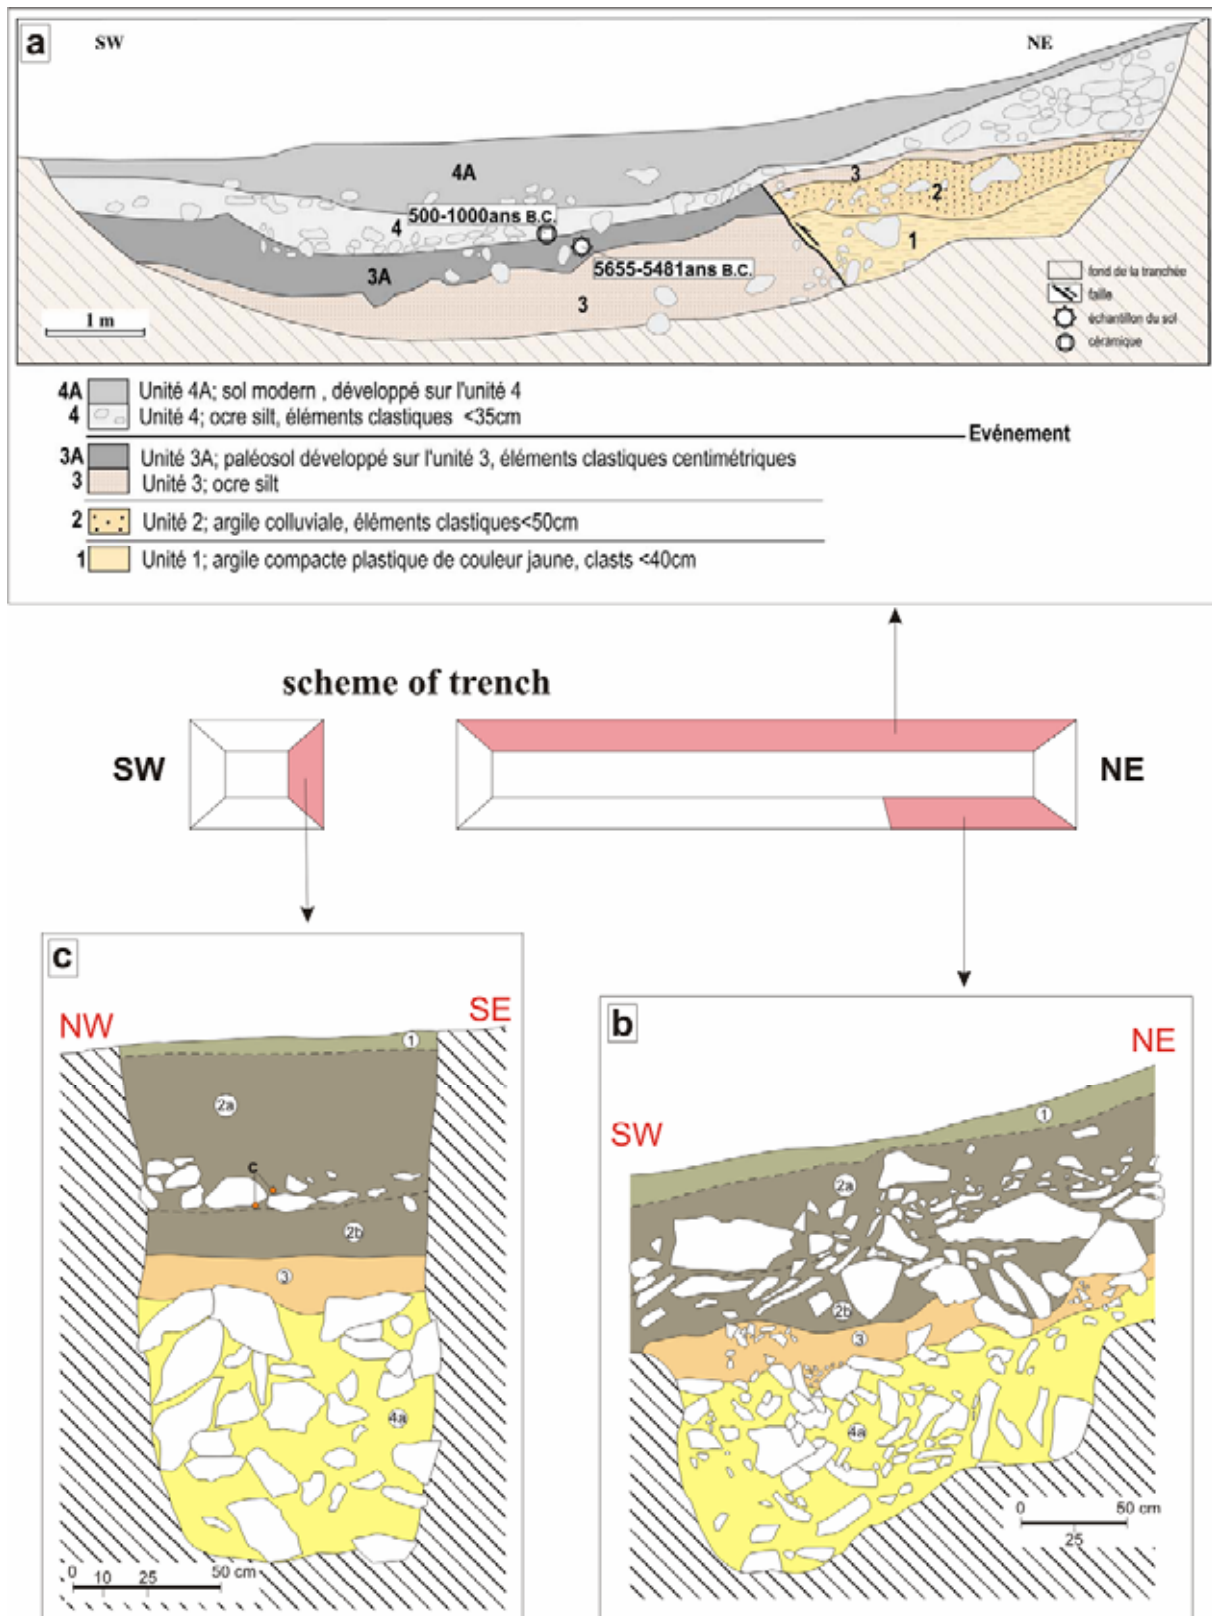 a
SW
NE
4A
3
2
4
500-1000ans B.C.
1
3A
5655-5481ans B.C.
3
1 m
fond de la tranchée
faille
échantillon du sol
céramique
4A Unité 4A; sol modern , développé sur l'unité 4
4 Unité 4; ocre silt, éléments clastiques <35cm
Evénement
3A Unité 3A; paléosol développé sur l'unité 3, éléments clastiques centimétriques
3 Unité 3; ocre silt
2 Unité 2; argile colluviale, éléments clastiques<50cm
1 Unité 1; argile compacte plastique de couleur jaune, clasts <40cm
scheme of trench
SW
NE
c
NW
SE
1
2a
c
2b
3
4a
0 10 25 50 cm
b
NE
SW
1
2a
2b
3
4a
0 50 cm
25